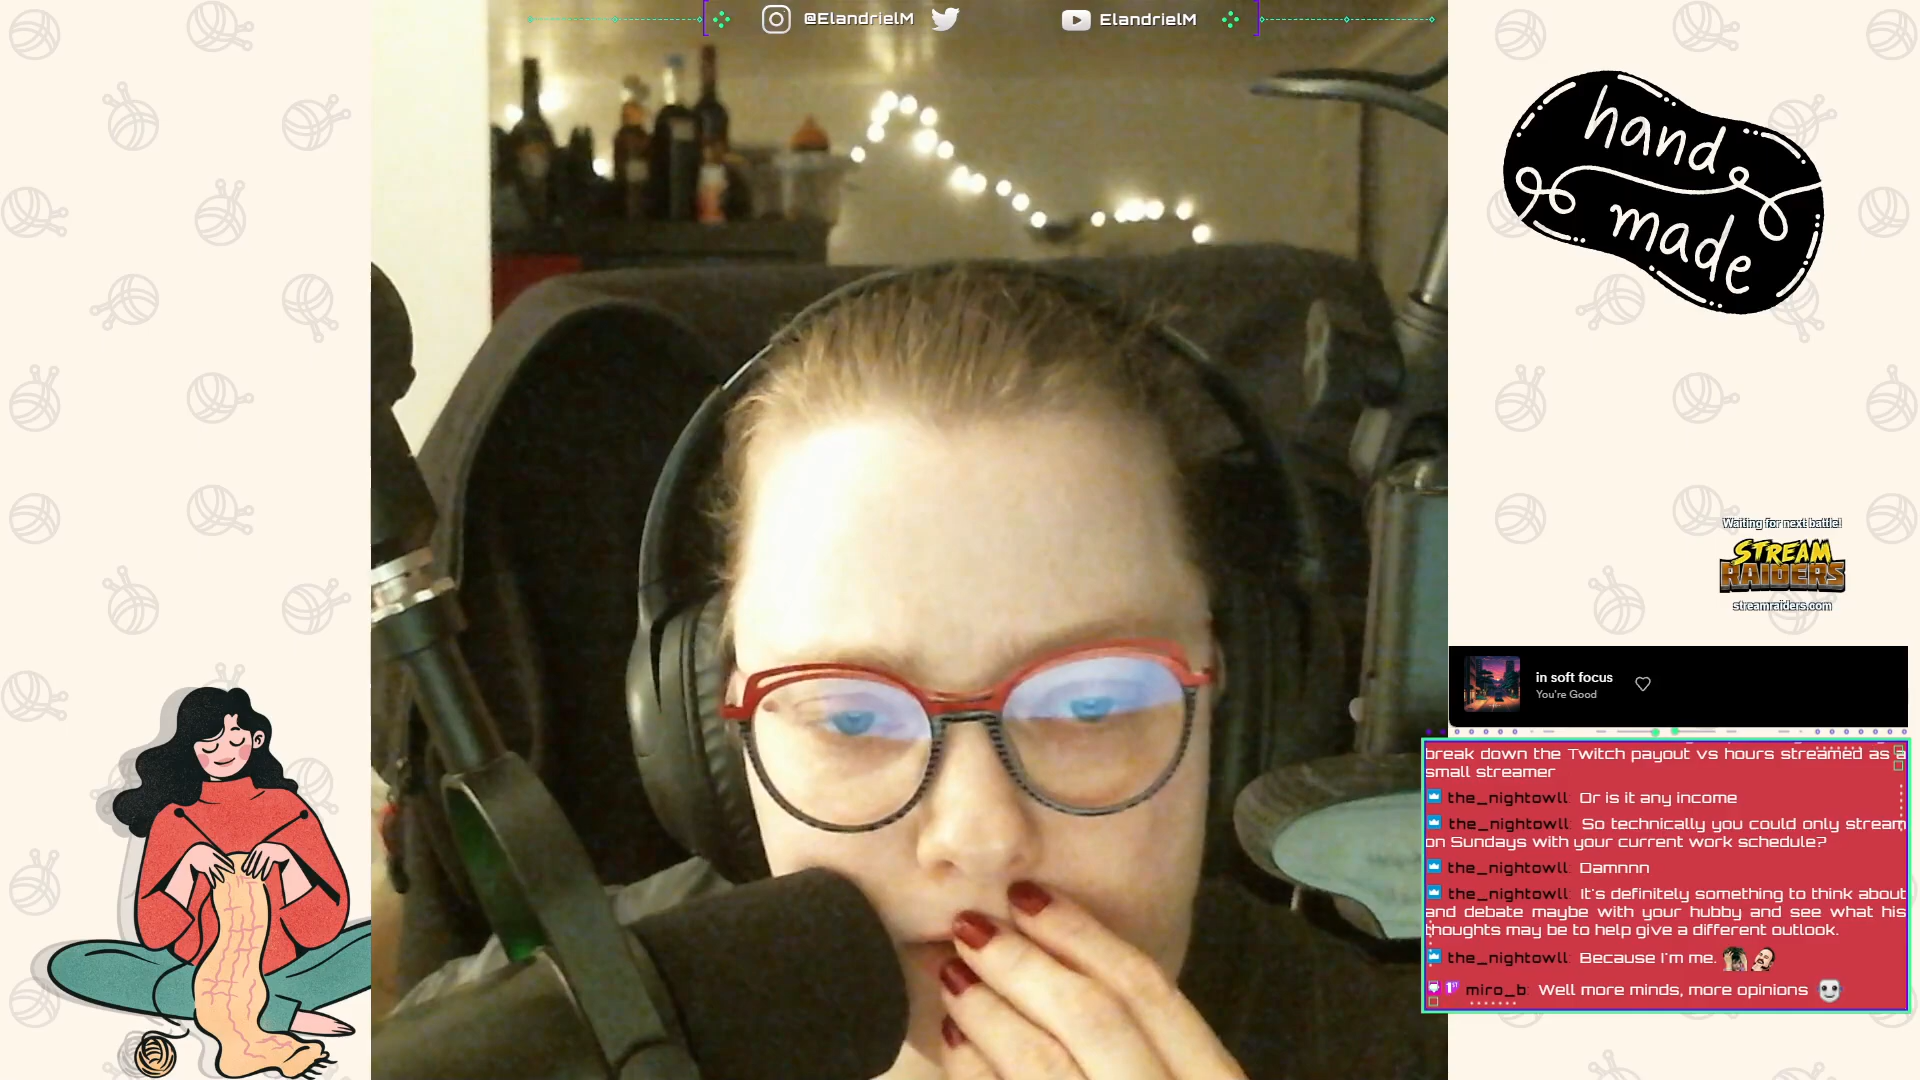 @ElandrielM
ElandrielM
hand
made
Waiting for next battle!
STREAM
RAIDERS
streamraiders.com
in soft focus
You're Good
break down the Twitch payout vs hours streamed as a
small streamer
the_nightowll: Or is it any income
the_nightowll: So technically you could only stream
on Sundays with your current work schedule?
the_nightowll: Damnnn
the_nightowll: It's definitely something to think about
and debate maybe with your hubby and see what his
thoughts may be to help give a different outlook.
the_nightowll: Because I'm me.
1st miro_b: Well more minds, more opinions